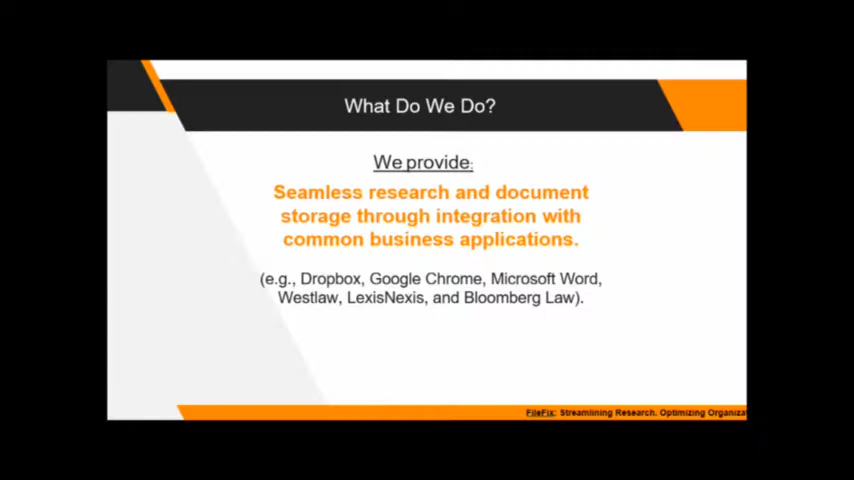 What Do We Do?
We provide:
Seamless research and document
storage through integration with
common business applications.
(e.g., Dropbox, Google Chrome, Microsoft Word,
Westlaw, LexisNexis, and Bloomberg Law).
FileFix: Streamlining Research. Optimizing